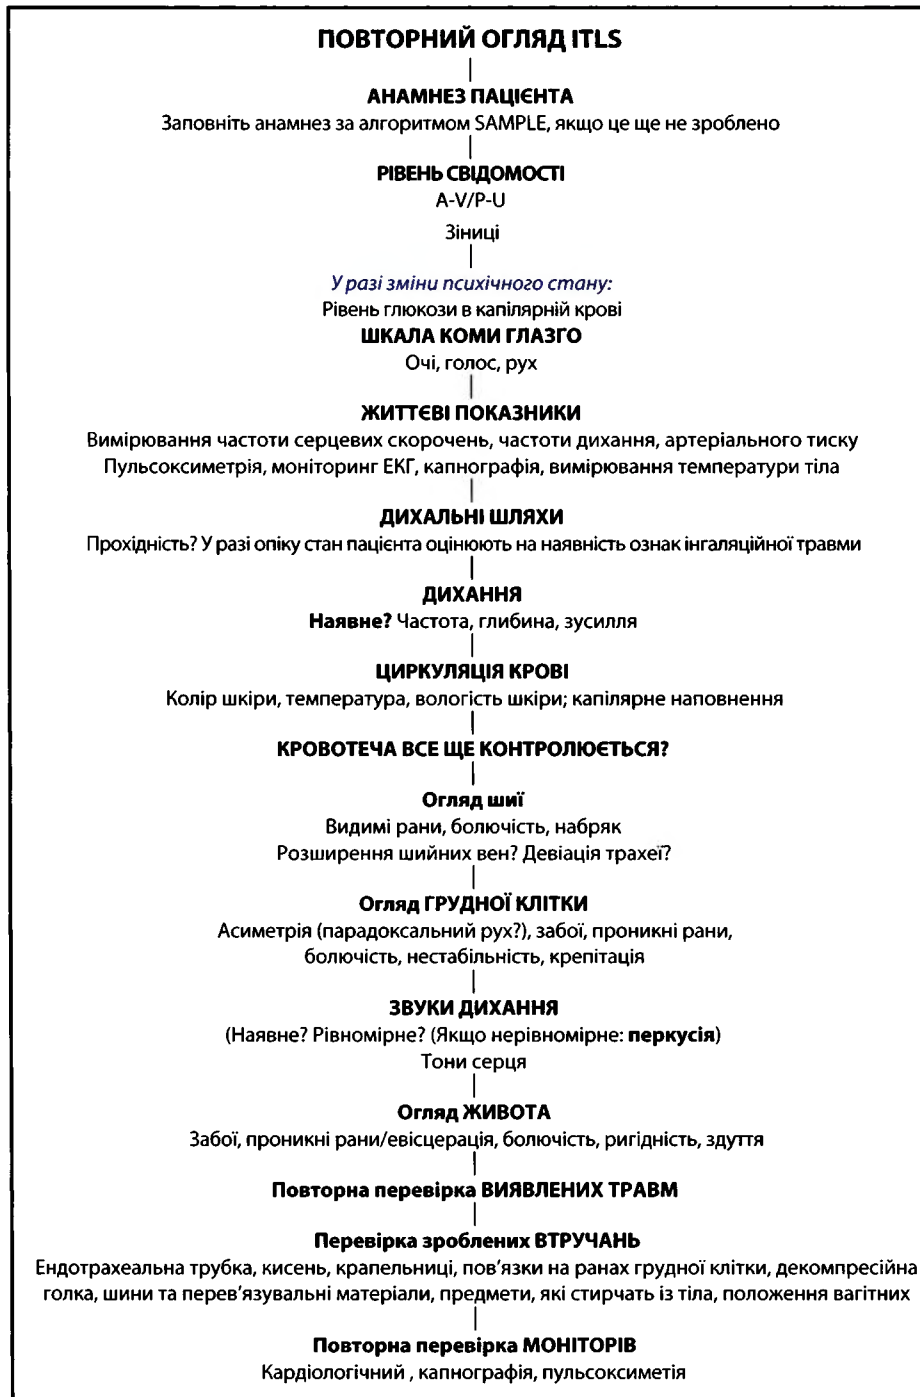 ПОВТОРНИЙ ОГЛЯД ITLS
АНАМНЕЗ ПАЦІЄНТА
Заповніть анамнез за алгоритмом SAMPLE, якщо це ще не зроблено
РІВЕНЬ СВІДОМОСТІ
A-V/P-U
Зіниці
У разі зміни психічного стану:
Рівень глюкози в капілярній крові
ШКАЛА КОМИ ГЛАЗГО
Очі, голос, рух
ЖИТТЄВІ ПОКАЗНИКИ
Вимірювання частоти серцевих скорочень, частоти дихання, артеріального тиску
Пульсоксиметрія, моніторинг ЕКГ, капнографія, вимірювання температури тіла
ДИХАЛЬНІ ШЛЯХИ
Прохідність? У разі опіку стан пацієнта оцінюють на наявність ознак інгаляційної травми
ДИХАННЯ
Наявне? Частота, глибина, зусилля
ЦИРКУЛЯЦІЯ КРОВІ
Колір шкіри, температура, вологість шкіри; капілярне наповнення
КРОВОТЕЧА ВСЕ ЩЕ КОНТРОЛЮЄТЬСЯ?
Огляд шиї
Видимі рани, болючість, набряк
Розширення шийних вен? Девіація трахеї?
Огляд ГРУДНОЇ КЛІТКИ
Асиметрія (парадоксальний рух?), забої, проникні рани,
болючість, нестабільність, крепітація
ЗВУКИ ДИХАННЯ
(Наявне? Рівномірне? (Якщо нерівномірне: перкусія)
Тони серця
Огляд ЖИВОТА
Забої, проникні рани/евісцерація, болючість, ригідність, здуття
Повторна перевірка ВИЯВЛЕНИХ ТРАВМ
Перевірка зроблених ВТРУЧАНЬ
Ендотрахеальна трубка, кисень, крапельниці, пов'язки на ранах грудної клітки, декомпресійна
голка, шини та перев'язувальні матеріали, предмети, які стирчать із тіла, положення вагітних
Повторна перевірка МОНІТОРІВ
Кардіологічний , капнографія, пульсоксиметія